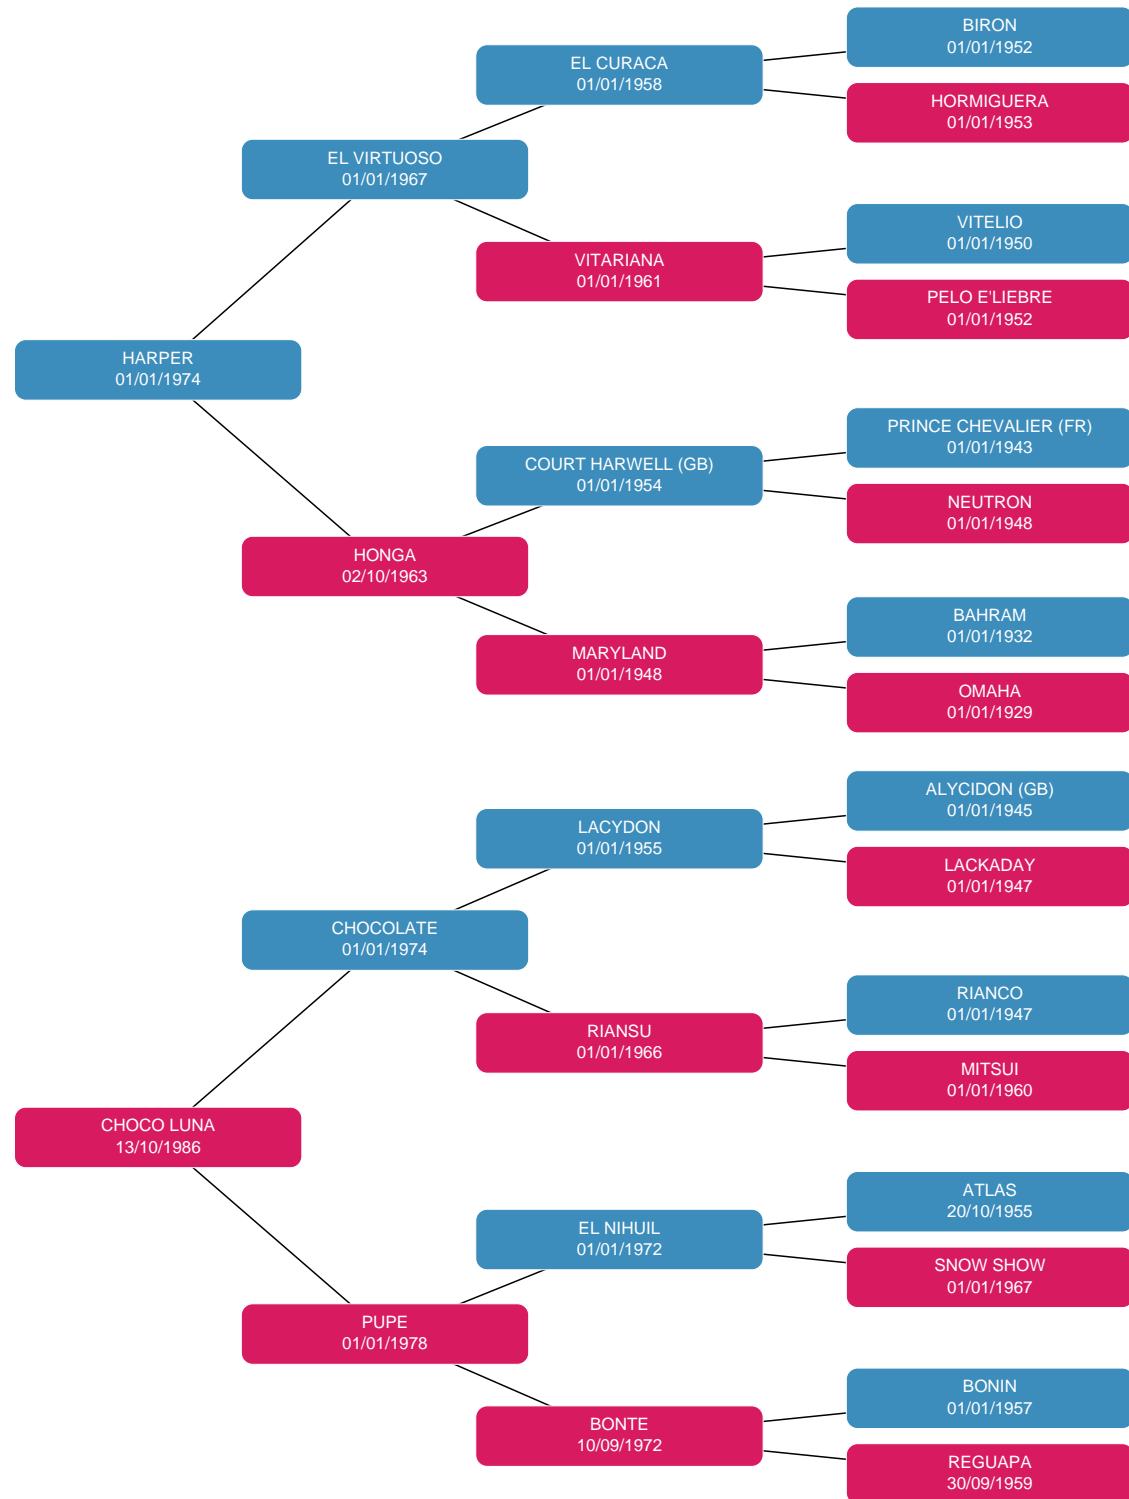 BIRON
01/01/1952
EL CURACA
01/01/1958
HORMIGUERA
01/01/1953
EL VIRTUOSO
01/01/1967
VITELIO
01/01/1950
VITARIANA
01/01/1961
PELO E'LIEBRE
01/01/1952
HARPER
01/01/1974
PRINCE CHEVALIER (FR)
01/01/1943
COURT HARWELL (GB)
01/01/1954
NEUTRON
01/01/1948
HONGA
02/10/1963
BAHRAM
01/01/1932
MARYLAND
01/01/1948
OMAHA
01/01/1929
ALYCIDON (GB)
01/01/1945
LACYDON
01/01/1955
LACKADAY
01/01/1947
CHOCOLATE
01/01/1974
RIANCO
01/01/1947
RIANSU
01/01/1966
MITSUI
01/01/1960
CHOCO LUNA
13/10/1986
ATLAS
20/10/1955
EL NIHUIL
01/01/1972
SNOW SHOW
01/01/1967
PUPE
01/01/1978
BONIN
01/01/1957
BONTE
10/09/1972
REGUAPA
30/09/1959